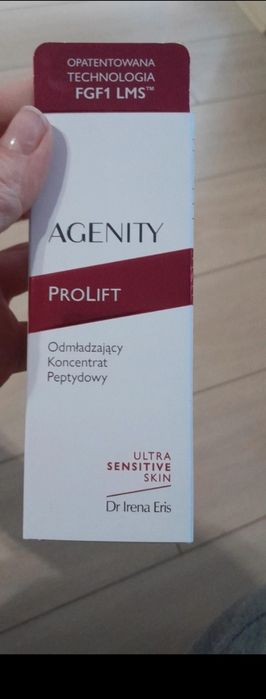 OPATENTOWANA
TECHNOLOGIA
FGF1 LMS™
AGENITY
PROLIFT
Odmładzający
Koncentrat
Peptydowy
ULTRA
SENSITIVE
SKIN
Dr Irena Eris